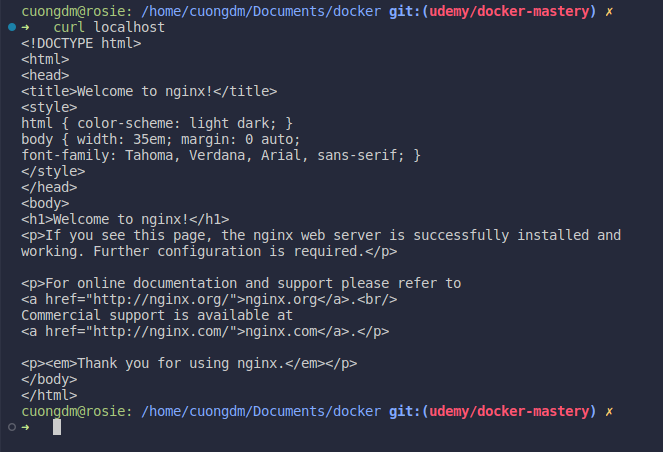 cuongdm@rosie: /home/cuongdm/Documents/docker git:(udemy/docker-mastery) ✗
➜   curl localhost
<!DOCTYPE html>
<html>
<head>
<title>Welcome to nginx!</title>
<style>
html { color-scheme: light dark; }
body { width: 35em; margin: 0 auto;
font-family: Tahoma, Verdana, Arial, sans-serif; }
</style>
</head>
<body>
<h1>Welcome to nginx!</h1>
<p>If you see this page, the nginx web server is successfully installed and
working. Further configuration is required.</p>

<p>For online documentation and support please refer to
<a href="http://nginx.org/">nginx.org</a>.<br/>
Commercial support is available at
<a href="http://nginx.com/">nginx.com</a>.</p>

<p><em>Thank you for using nginx.</em></p>
</body>
</html>
cuongdm@rosie: /home/cuongdm/Documents/docker git:(udemy/docker-mastery) ✗
➜